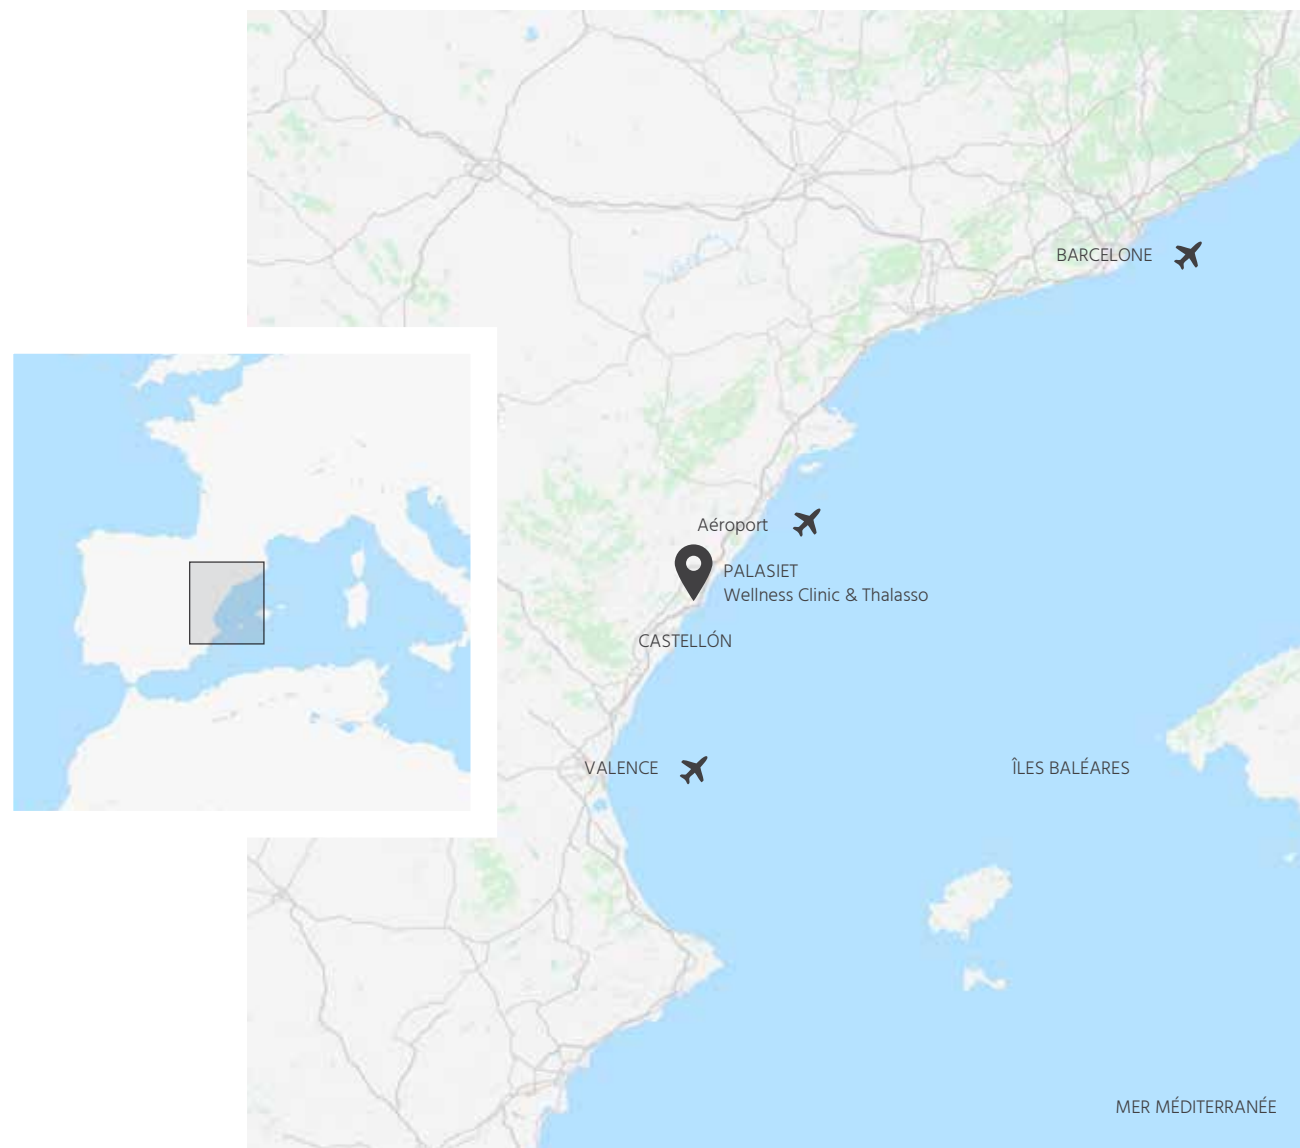 BARCELONE
Aéroport
PALASIET
Wellness Clinic & Thalasso
CASTELLÓN
VALENCE
ÎLES BALÉARES
MER MÉDITERRANÉE